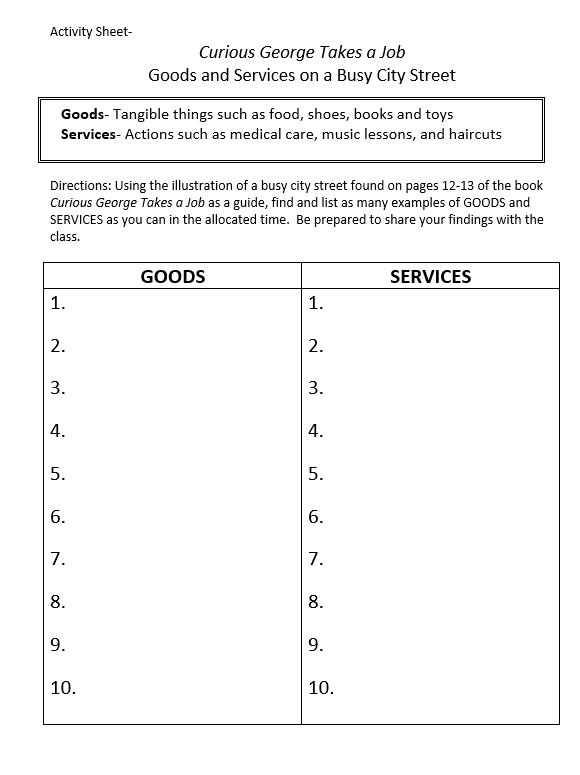 Activity Sheet-
Curious George Takes a Job
Goods and Services on a Busy City Street
Goods- Tangible things such as food, shoes, books and toys
Services- Actions such as medical care, music lessons, and haircuts
Directions: Using the illustration of a busy city street found on pages 12-13 of the book
Curious George Takes a Job as a guide, find and list as many examples of GOODS and
SERVICES as you can in the allocated time.  Be prepared to share your findings with the
class.
GOODS SERVICES
1. 1.
2. 2.
3. 3.
4. 4.
5. 5.
6. 6.
7. 7.
8. 8.
9. 9.
10. 10.